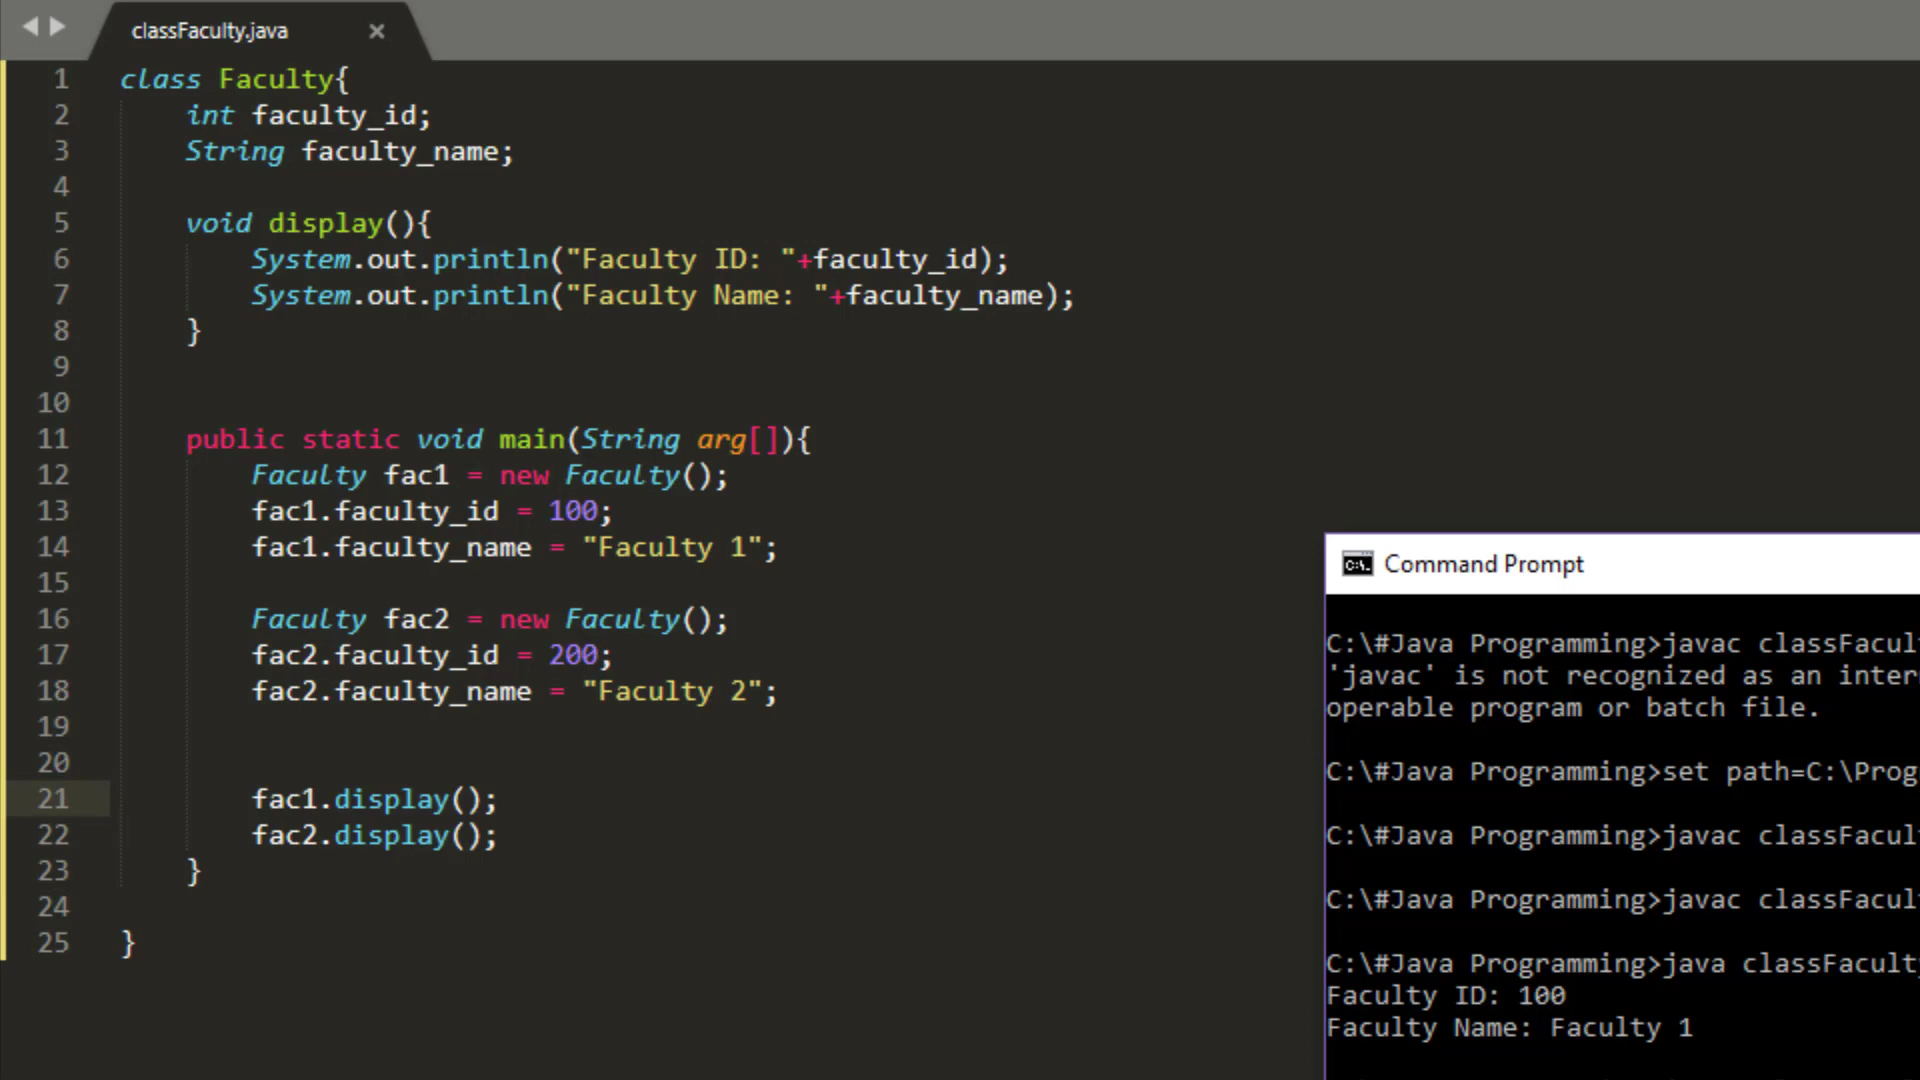 classFaculty.java ×
1 class Faculty{
2 int faculty_id;
3 String faculty_name;
4
5 void display(){
6 System.out.println("Faculty ID: "+faculty_id);
7 System.out.println("Faculty Name: "+faculty_name);
8 }
9
10
11 public static void main(String arg[]){
12 Faculty fac1 = new Faculty();
13 fac1.faculty_id = 100;
14 fac1.faculty_name = "Faculty 1";
15
16 Faculty fac2 = new Faculty();
17 fac2.faculty_id = 200;
18 fac2.faculty_name = "Faculty 2";
19
20
21 fac1.display();
22 fac2.display();
23 }
24
25 }
C:\. Command Prompt
C:\#Java Programming>javac classFacul
'javac' is not recognized as an inter
operable program or batch file.
C:\#Java Programming>set path=C:\Prog
C:\#Java Programming>javac classFacul
C:\#Java Programming>javac classFacul
C:\#Java Programming>java classFacult
Faculty ID: 100
Faculty Name: Faculty 1